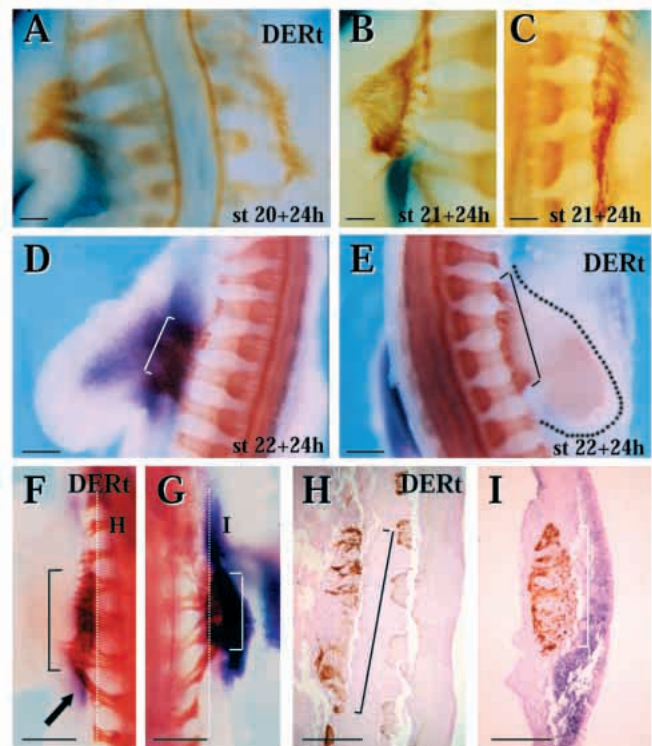 A DERt B C
st 20+24h st 21+24h st 21+24h
D E DERt
st 22+24h st 22+24h
F DERt G H DERt I
H I